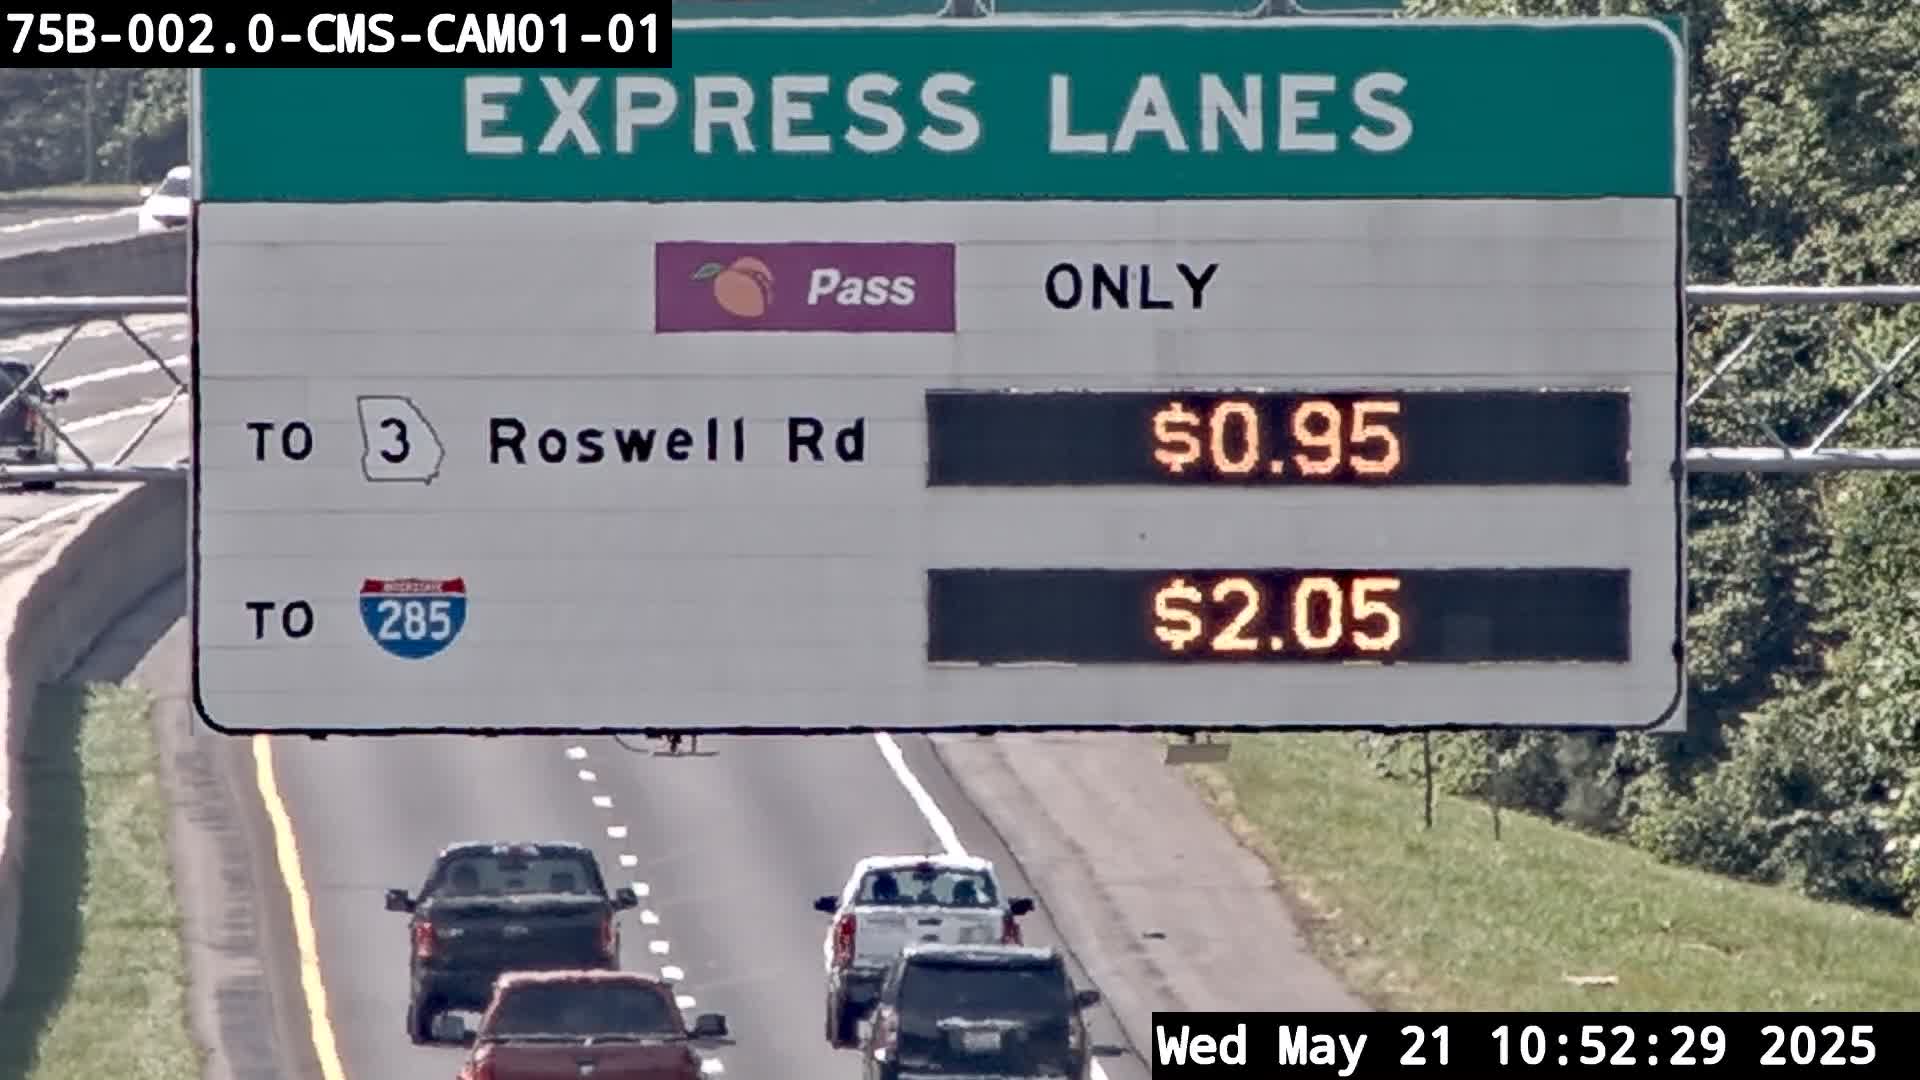 75B-002.0-CMS-CAM01-01
EXPRESS LANES
Pass ONLY
TO 3 Roswell Rd $0.95
TO INTERSTATE 285 $2.05
Wed May 21 10:52:29 2025